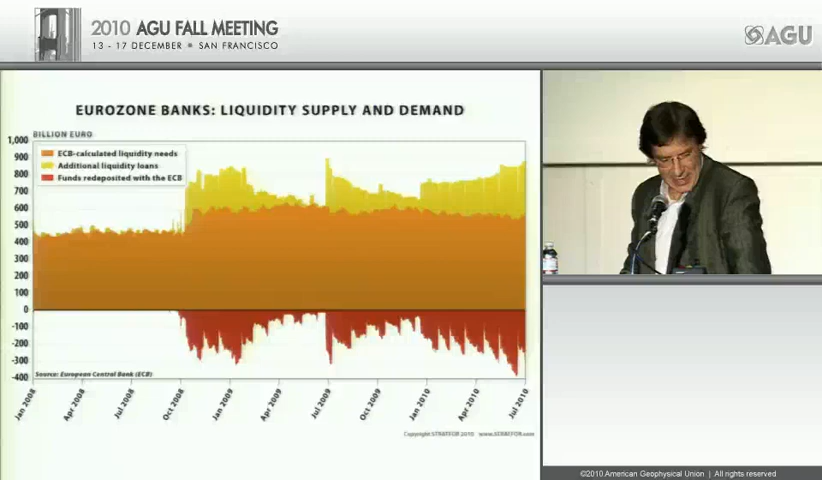 2010 AGU FALL MEETING
13 - 17 DECEMBER SAN FRANCISCO
AGU
EUROZONE BANKS: LIQUIDITY SUPPLY AND DEMAND
BILLION EURO
1,000
900
800
700
600
500
400
300
200
100
0
-100
-200
-300
-400
ECB-calculated liquidity needs
Additional liquidity loans
Funds redeposited with the ECB
Source: European Central Bank (ECB)
Jan 2008
Apr 2008
Jul 2008
Oct 2008
Jan 2009
Apr 2009
Jul 2009
Oct 2009
Jan 2010
Apr 2010
Jul 2010
Copyright STRATFOR 2010 www.STRATFOR.com
©2010 American Geophysical Union | All rights reserved